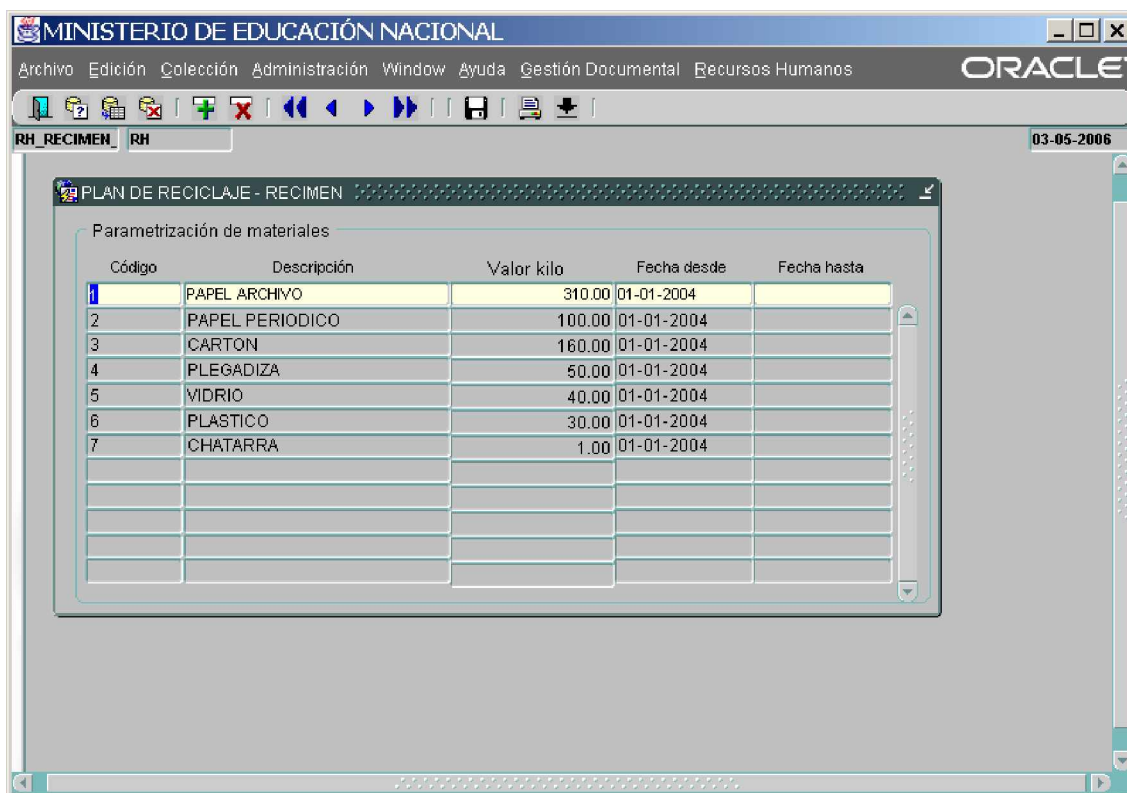 MINISTERIO DE EDUCACIÓN NACIONAL
Archivo Edición Colección Administración Window Ayuda Gestión Documental Recursos Humanos ORACLE
RH_RECIMEN_ RH 03-05-2006
PLAN DE RECICLAJE - RECIMEN
Parametrización de materiales
Código Descripción Valor kilo Fecha desde Fecha hasta
1 PAPEL ARCHIVO 310.00 01-01-2004
2 PAPEL PERIODICO 100.00 01-01-2004
3 CARTON 160.00 01-01-2004
4 PLEGADIZA 50.00 01-01-2004
5 VIDRIO 40.00 01-01-2004
6 PLASTICO 30.00 01-01-2004
7 CHATARRA 1.00 01-01-2004